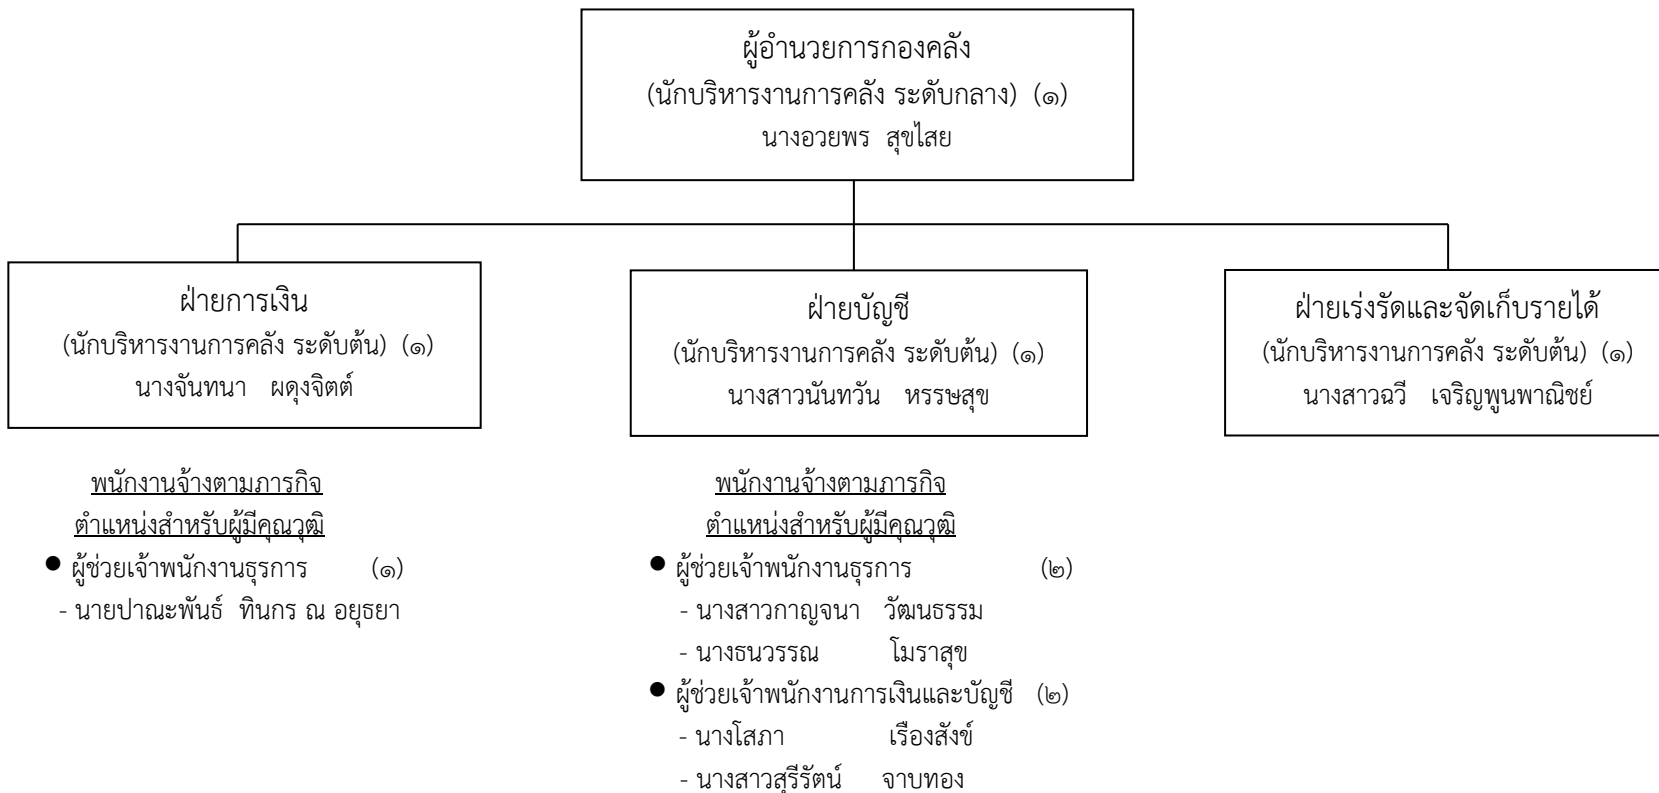 ผู้อำนวยการกองคลัง
(นักบริหารงานการคลัง ระดับกลาง) (๑)
นางอวยพร สุขไสย
ฝ่ายการเงิน
(นักบริหารงานการคลัง ระดับต้น) (๑)
นางจันทนา ผดุงจิตต์
ฝ่ายบัญชี
(นักบริหารงานการคลัง ระดับต้น) (๑)
นางสาวนันทวัน หรรษสุข
ฝ่ายเร่งรัดและจัดเก็บรายได้
(นักบริหารงานการคลัง ระดับต้น) (๑)
นางสาวฉวี เจริญพูนพาณิชย์
พนักงานจ้างตามภารกิจ
ตำแหน่งสำหรับผู้มีคุณวุฒิ
● ผู้ช่วยเจ้าพนักงานธุรการ (๑)
- นายปาณะพันธ์ ทินกร ณ อยุธยา
พนักงานจ้างตามภารกิจ
ตำแหน่งสำหรับผู้มีคุณวุฒิ
● ผู้ช่วยเจ้าพนักงานธุรการ (๒)
- นางสาวกาญจนา วัฒนธรรม
- นางธนวรรณ โมราสุข
● ผู้ช่วยเจ้าพนักงานการเงินและบัญชี (๒)
- นางโสภา เรืองสังข์
- นางสาวสุรีรัตน์ จาบทอง